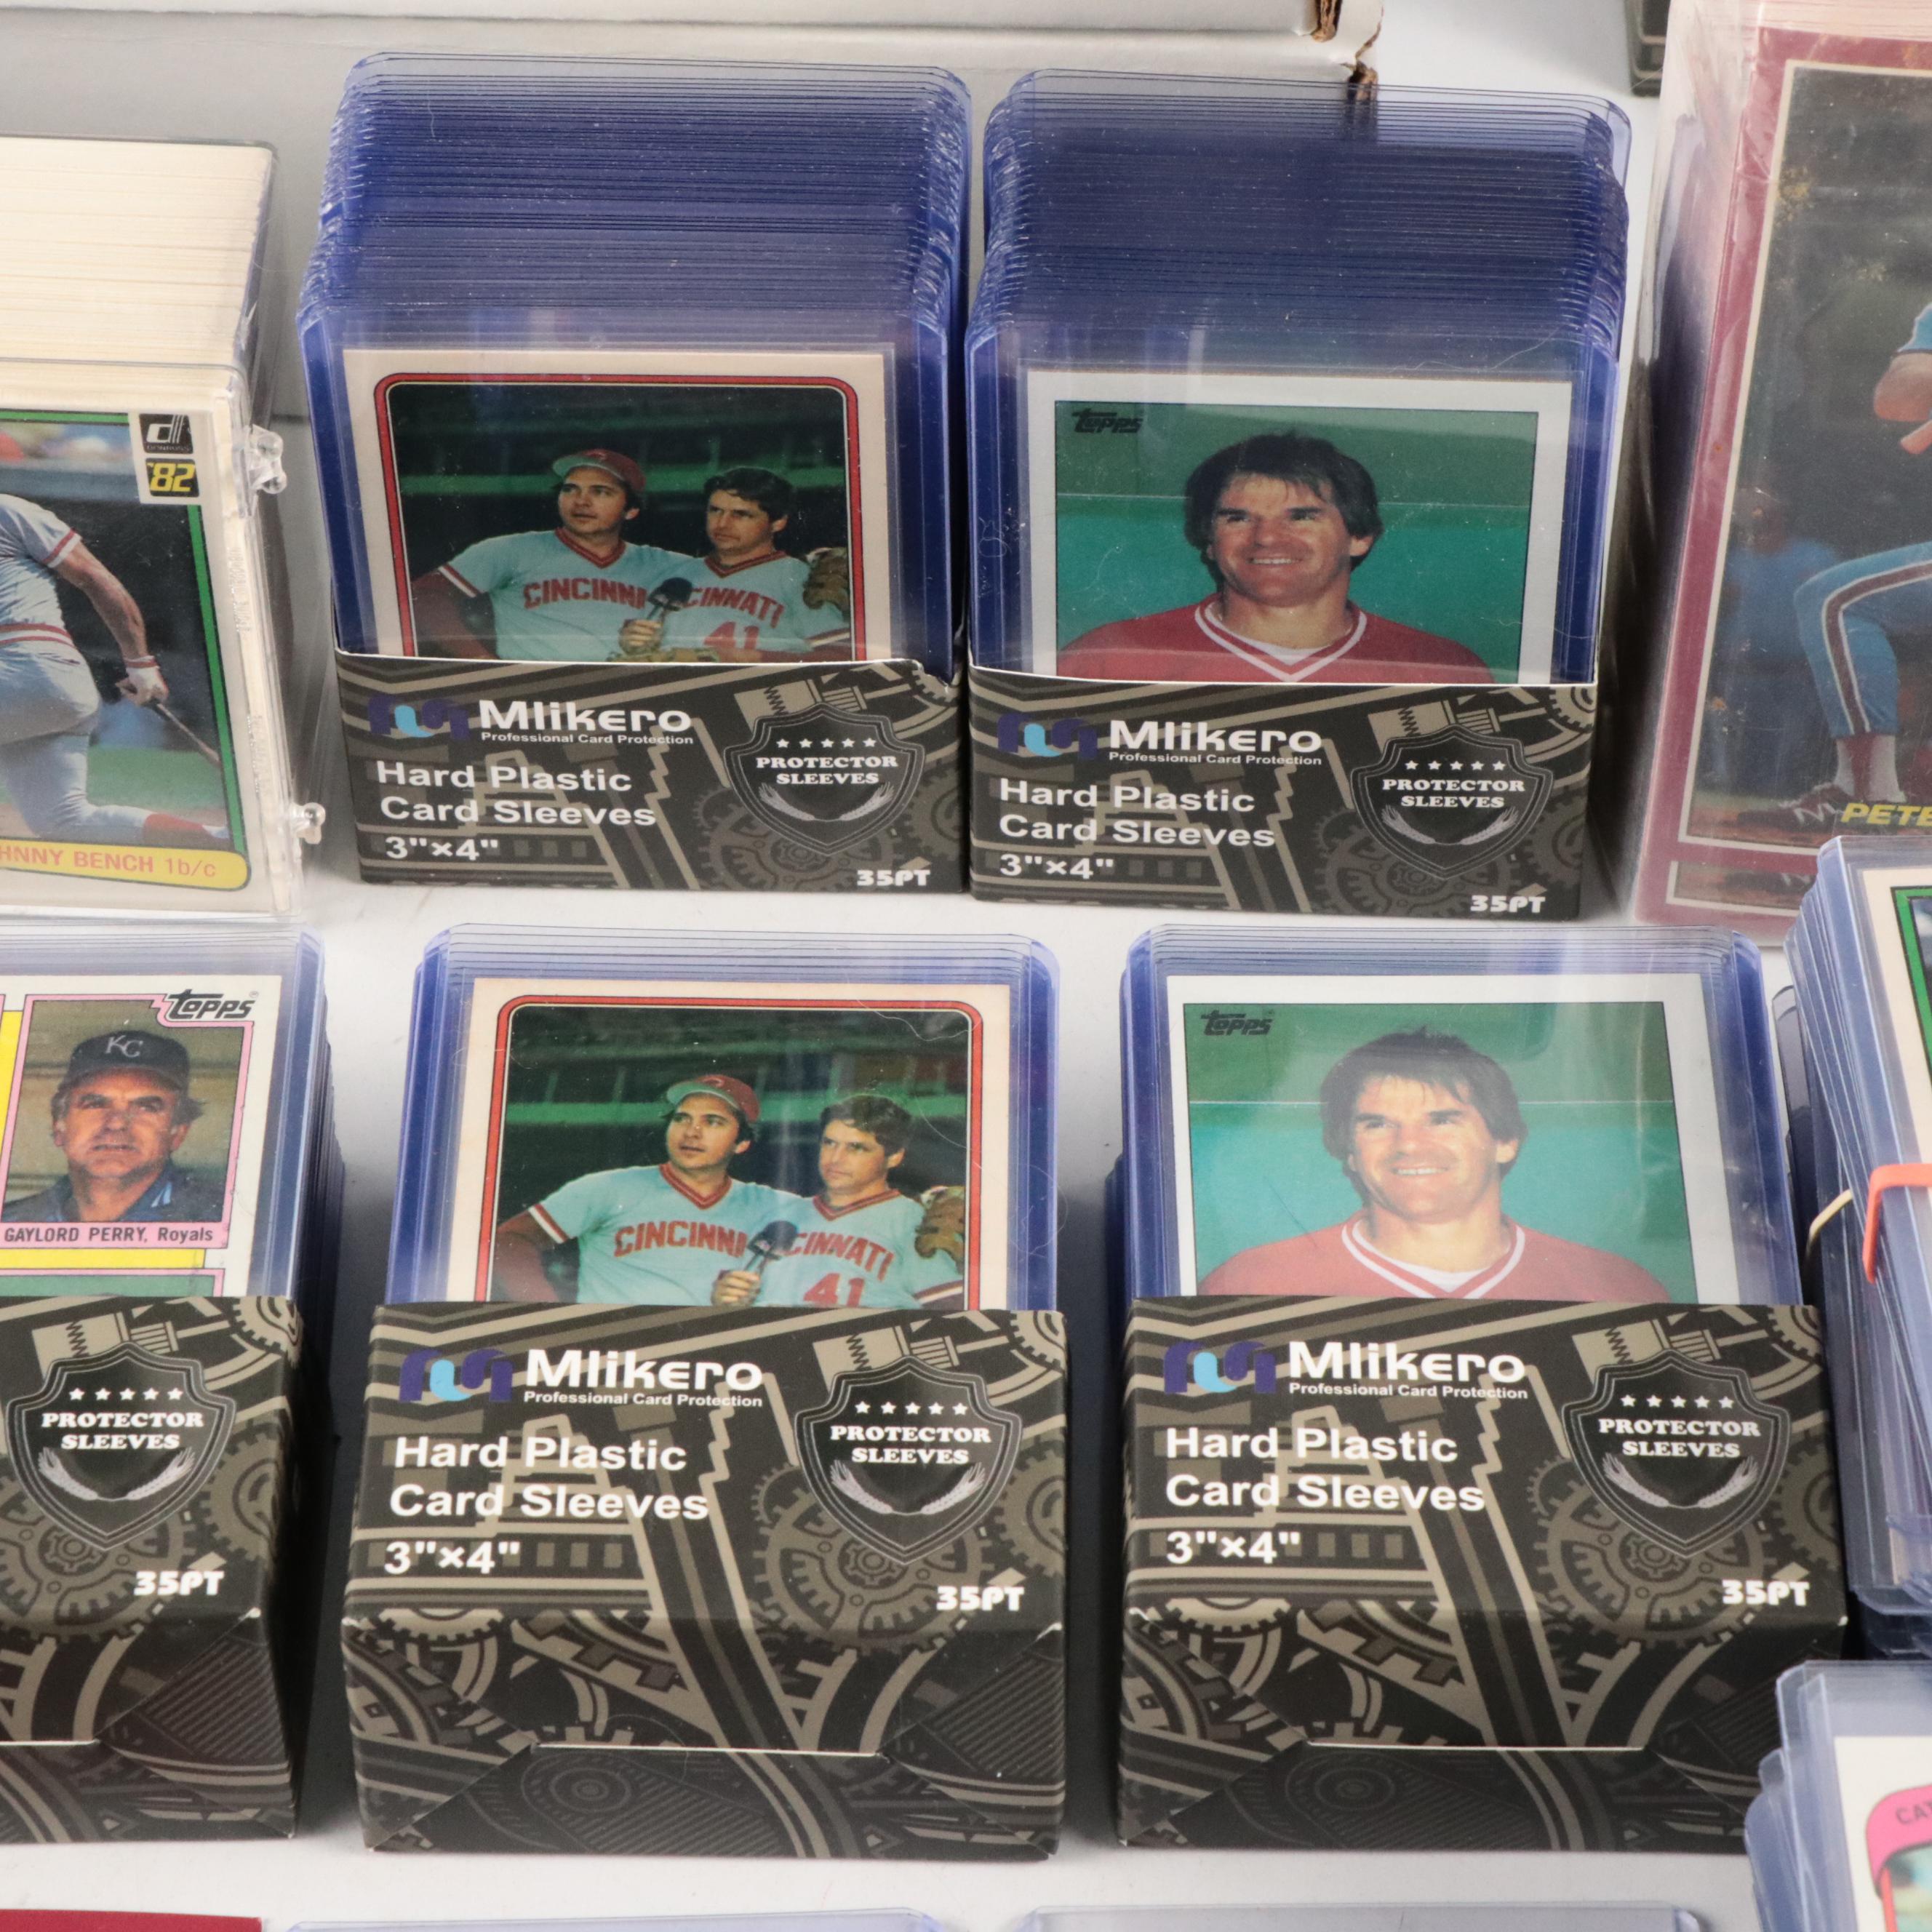 DONRUSS
'82
HNNY BENCH 1b/c
CINCINN
CINNATI
41
Mlikero
Professional Card Protection
Hard Plastic
Card Sleeves
3"×4"
PROTECTOR
SLEEVES
35PT
Topps
Mlikero
Professional Card Protection
Hard Plastic
Card Sleeves
3"×4"
PROTECTOR
SLEEVES
35PT
PETE
Topps
KC
GAYLORD PERRY, Royals
PROTECTOR
SLEEVES
35PT
CINCINN
CINNATI
41
Mlikero
Professional Card Protection
Hard Plastic
Card Sleeves
3"×4"
PROTECTOR
SLEEVES
35PT
Topps
Mlikero
Professional Card Protection
Hard Plastic
Card Sleeves
3"×4"
PROTECTOR
SLEEVES
35PT
CAT